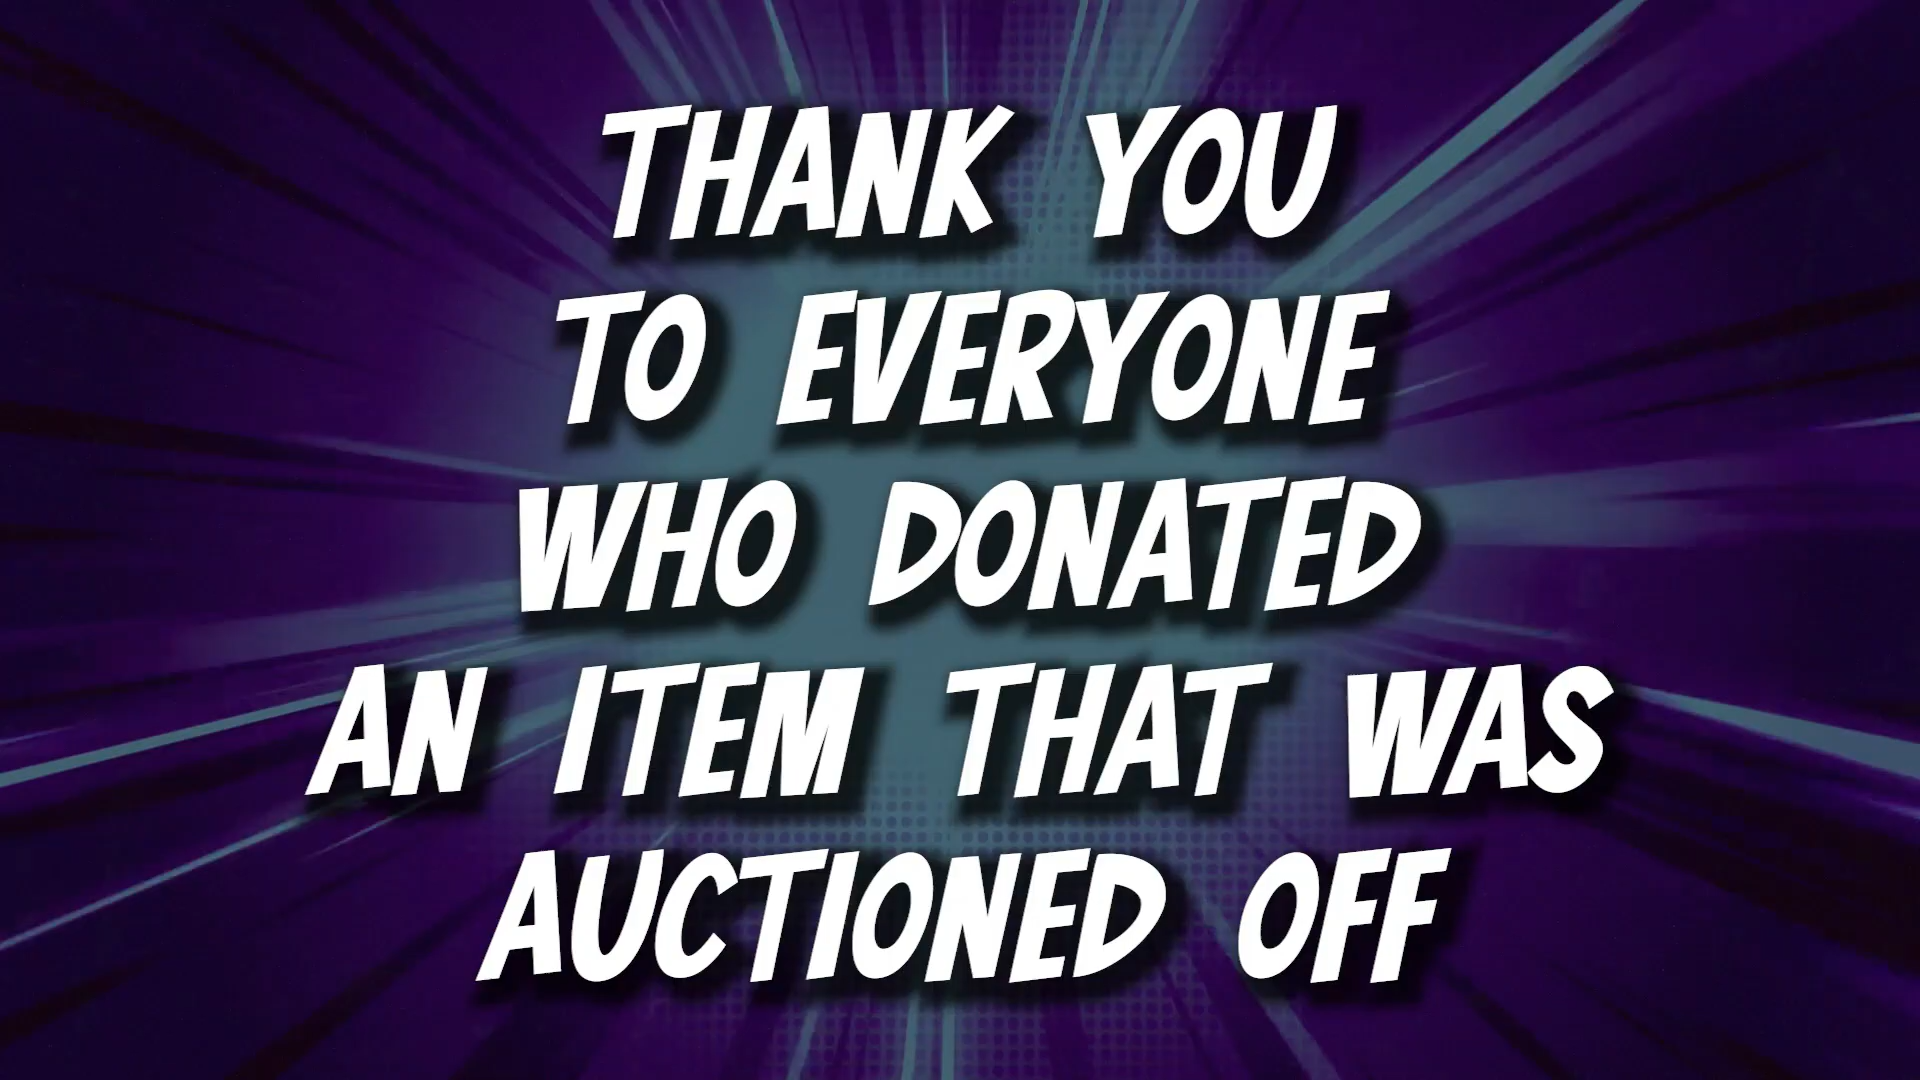 THANK YOU
TO EVERYONE
WHO DONATED
AN ITEM THAT WAS
AUCTIONED OFF